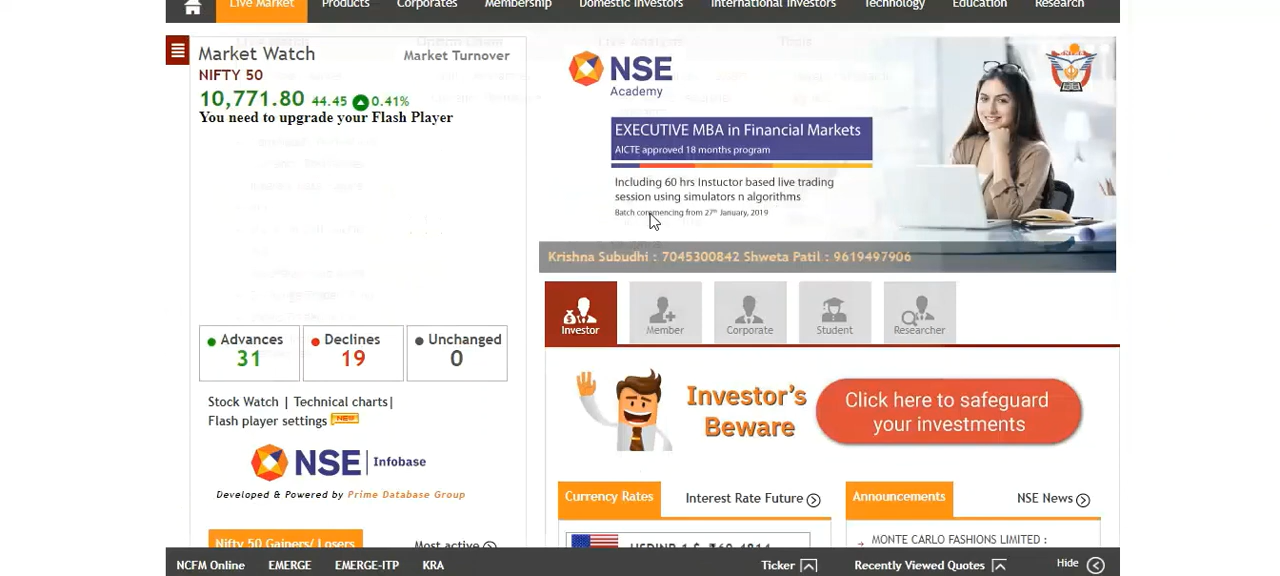 Live Market Products Corporates Membership Domestic Investors International Investors Technology Education Research
Market Watch
Market Turnover
NIFTY 50
10,771.80 44.45 0.41%
You need to upgrade your Flash Player
Advances
31
Declines
19
Unchanged
0
Stock Watch | Technical charts|
Flash player settings NEW
NSE Infobase
Developed & Powered by Prime Database Group
Nifty 50 Gainers/ Losers
Most active
NSE
Academy
EXECUTIVE MBA in Financial Markets
AICTE approved 18 months program
Including 60 hrs Instuctor based live trading
session using simulators n algorithms
Batch commencing from 27th January, 2019
Krishna Subudhi : 7045300842 Shweta Patil : 9619497906
Investor
Member
Corporate
Student
Researcher
Investor's
Beware
Click here to safeguard
your investments
Currency Rates
Interest Rate Future
Announcements
NSE News
MONTE CARLO FASHIONS LIMITED :
NCFM Online EMERGE EMERGE-ITP KRA Ticker Recently Viewed Quotes Hide